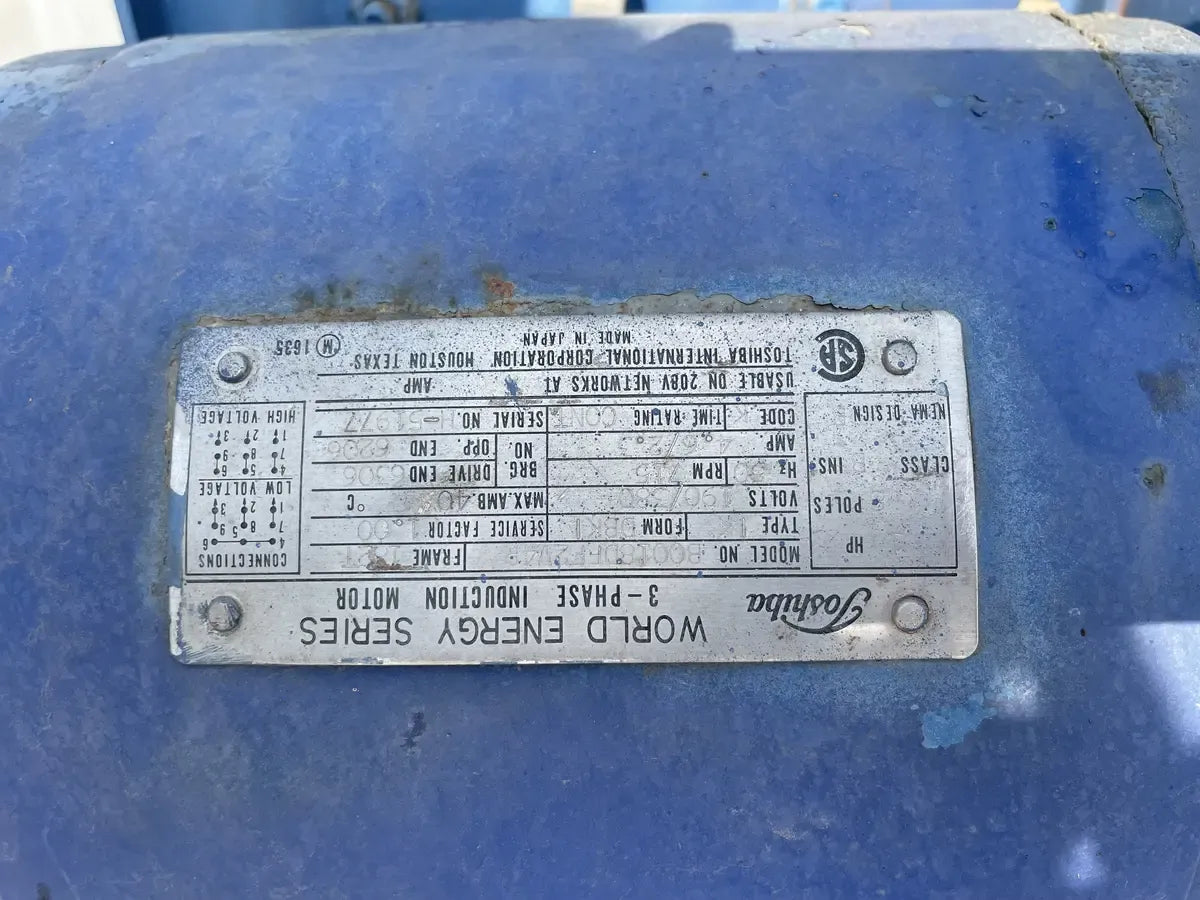 Toshiba
WORLD ENERGY SERIES
3-PHASE INDUCTION MOTOR
HP
POLES
CLASS INS.
NEMA DESIGN
MODEL NO. FRAME
TYPE FORM SERVICE FACTOR 1.00
VOLTS 190/380 MAX. AMB. 40 °C
HZ 50 RPM BRG. NO. DRIVE END 6306
AMP OPP. END 6206
CODE TIME RATING CONT SERIAL NO.
USABLE ON 208V NETWORKS AT AMP
TOSHIBA INTERNATIONAL CORPORATION, HOUSTON TEXAS
MADE IN JAPAN
M 1635
CONNECTIONS
4 5 6
7 8 9
1 2 3
LOW VOLTAGE
4 5 6
7 8 9
1 2 3
HIGH VOLTAGE